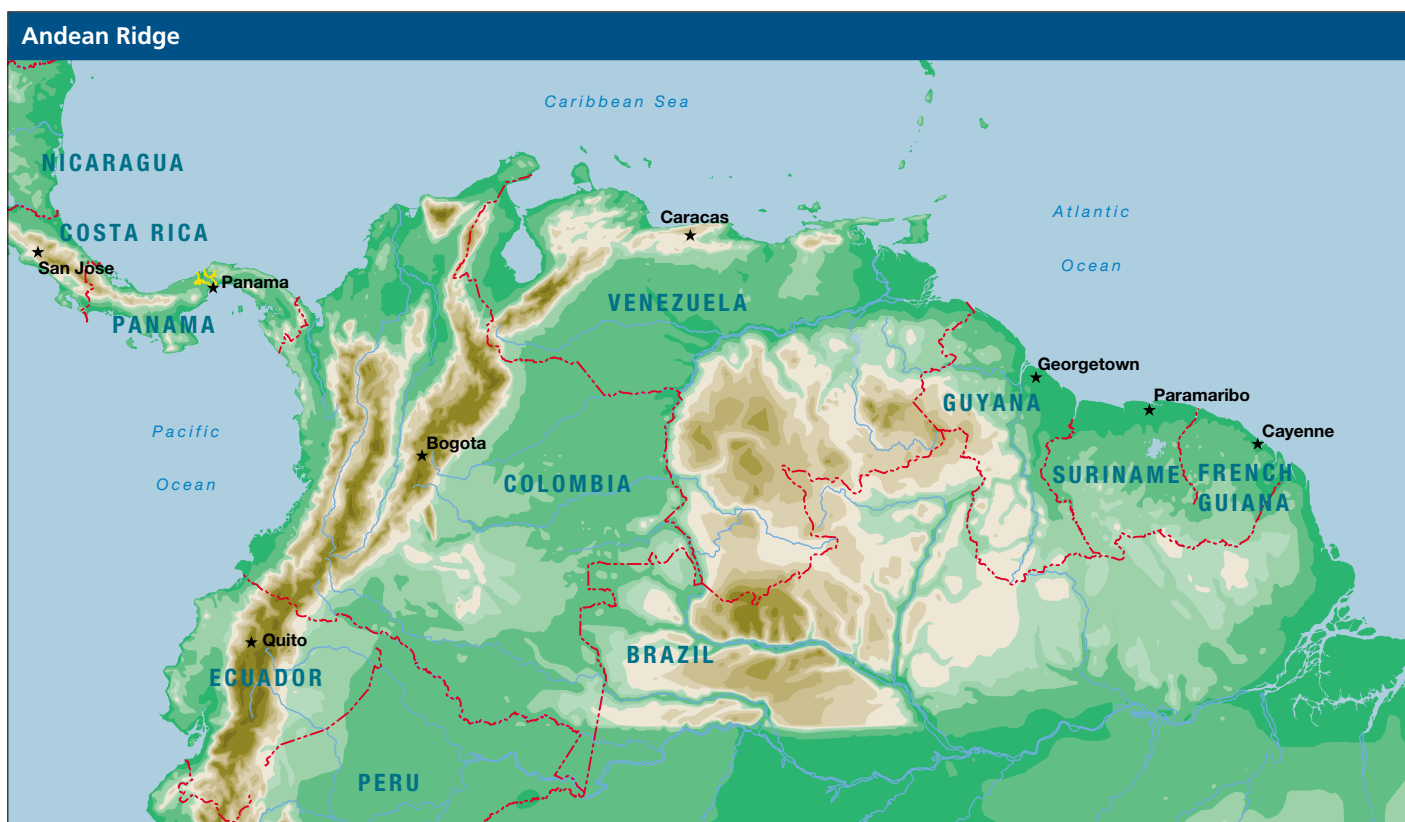 Andean Ridge
Caribbean Sea
NICARAGUA
COSTA RICA
San Jose
Panama
PANAMA
Caracas
Atlantic
Ocean
VENEZUELA
Georgetown
GUYANA
Paramaribo
Cayenne
SURINAME
FRENCH
GUIANA
Pacific
Ocean
Bogota
COLOMBIA
Quito
ECUADOR
BRAZIL
PERU